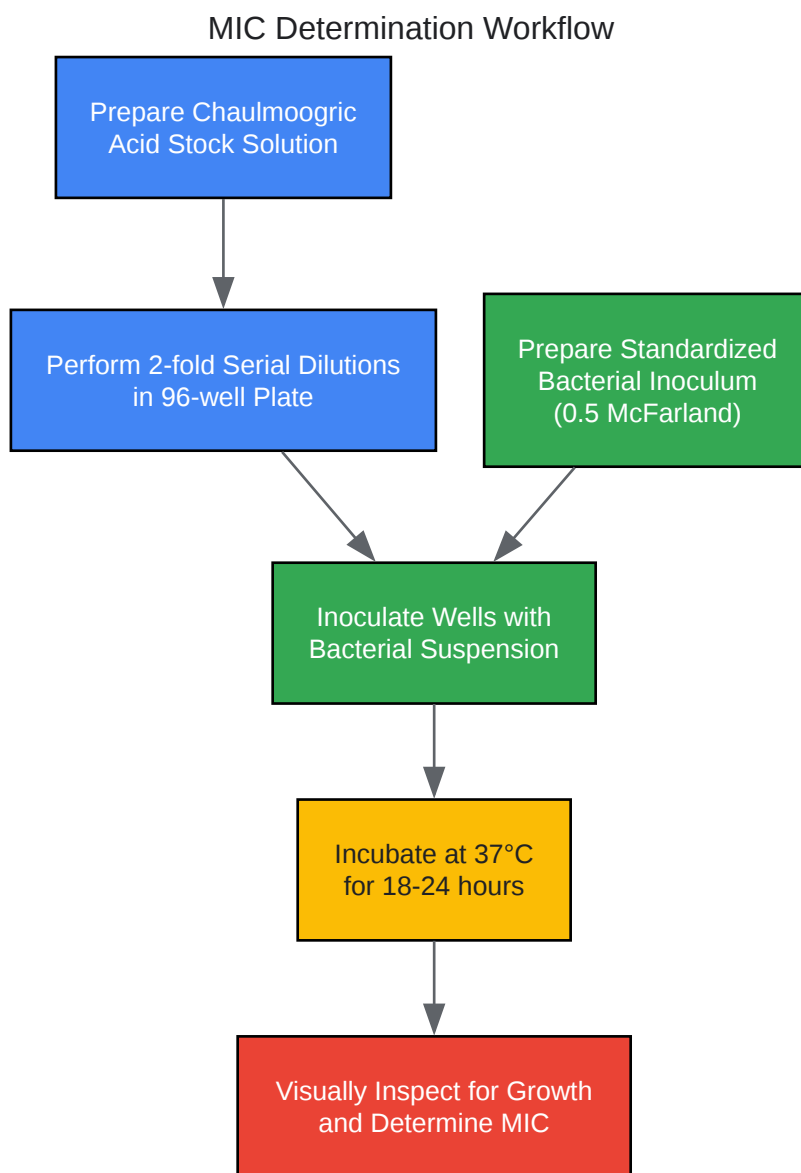 MIC Determination Workflow
Prepare Chaulmoogric
Acid Stock Solution
Perform 2-fold Serial Dilutions
in 96-well Plate
Prepare Standardized
Bacterial Inoculum
(0.5 McFarland)
Inoculate Wells with
Bacterial Suspension
Incubate at 37°C
for 18-24 hours
Visually Inspect for Growth
and Determine MIC